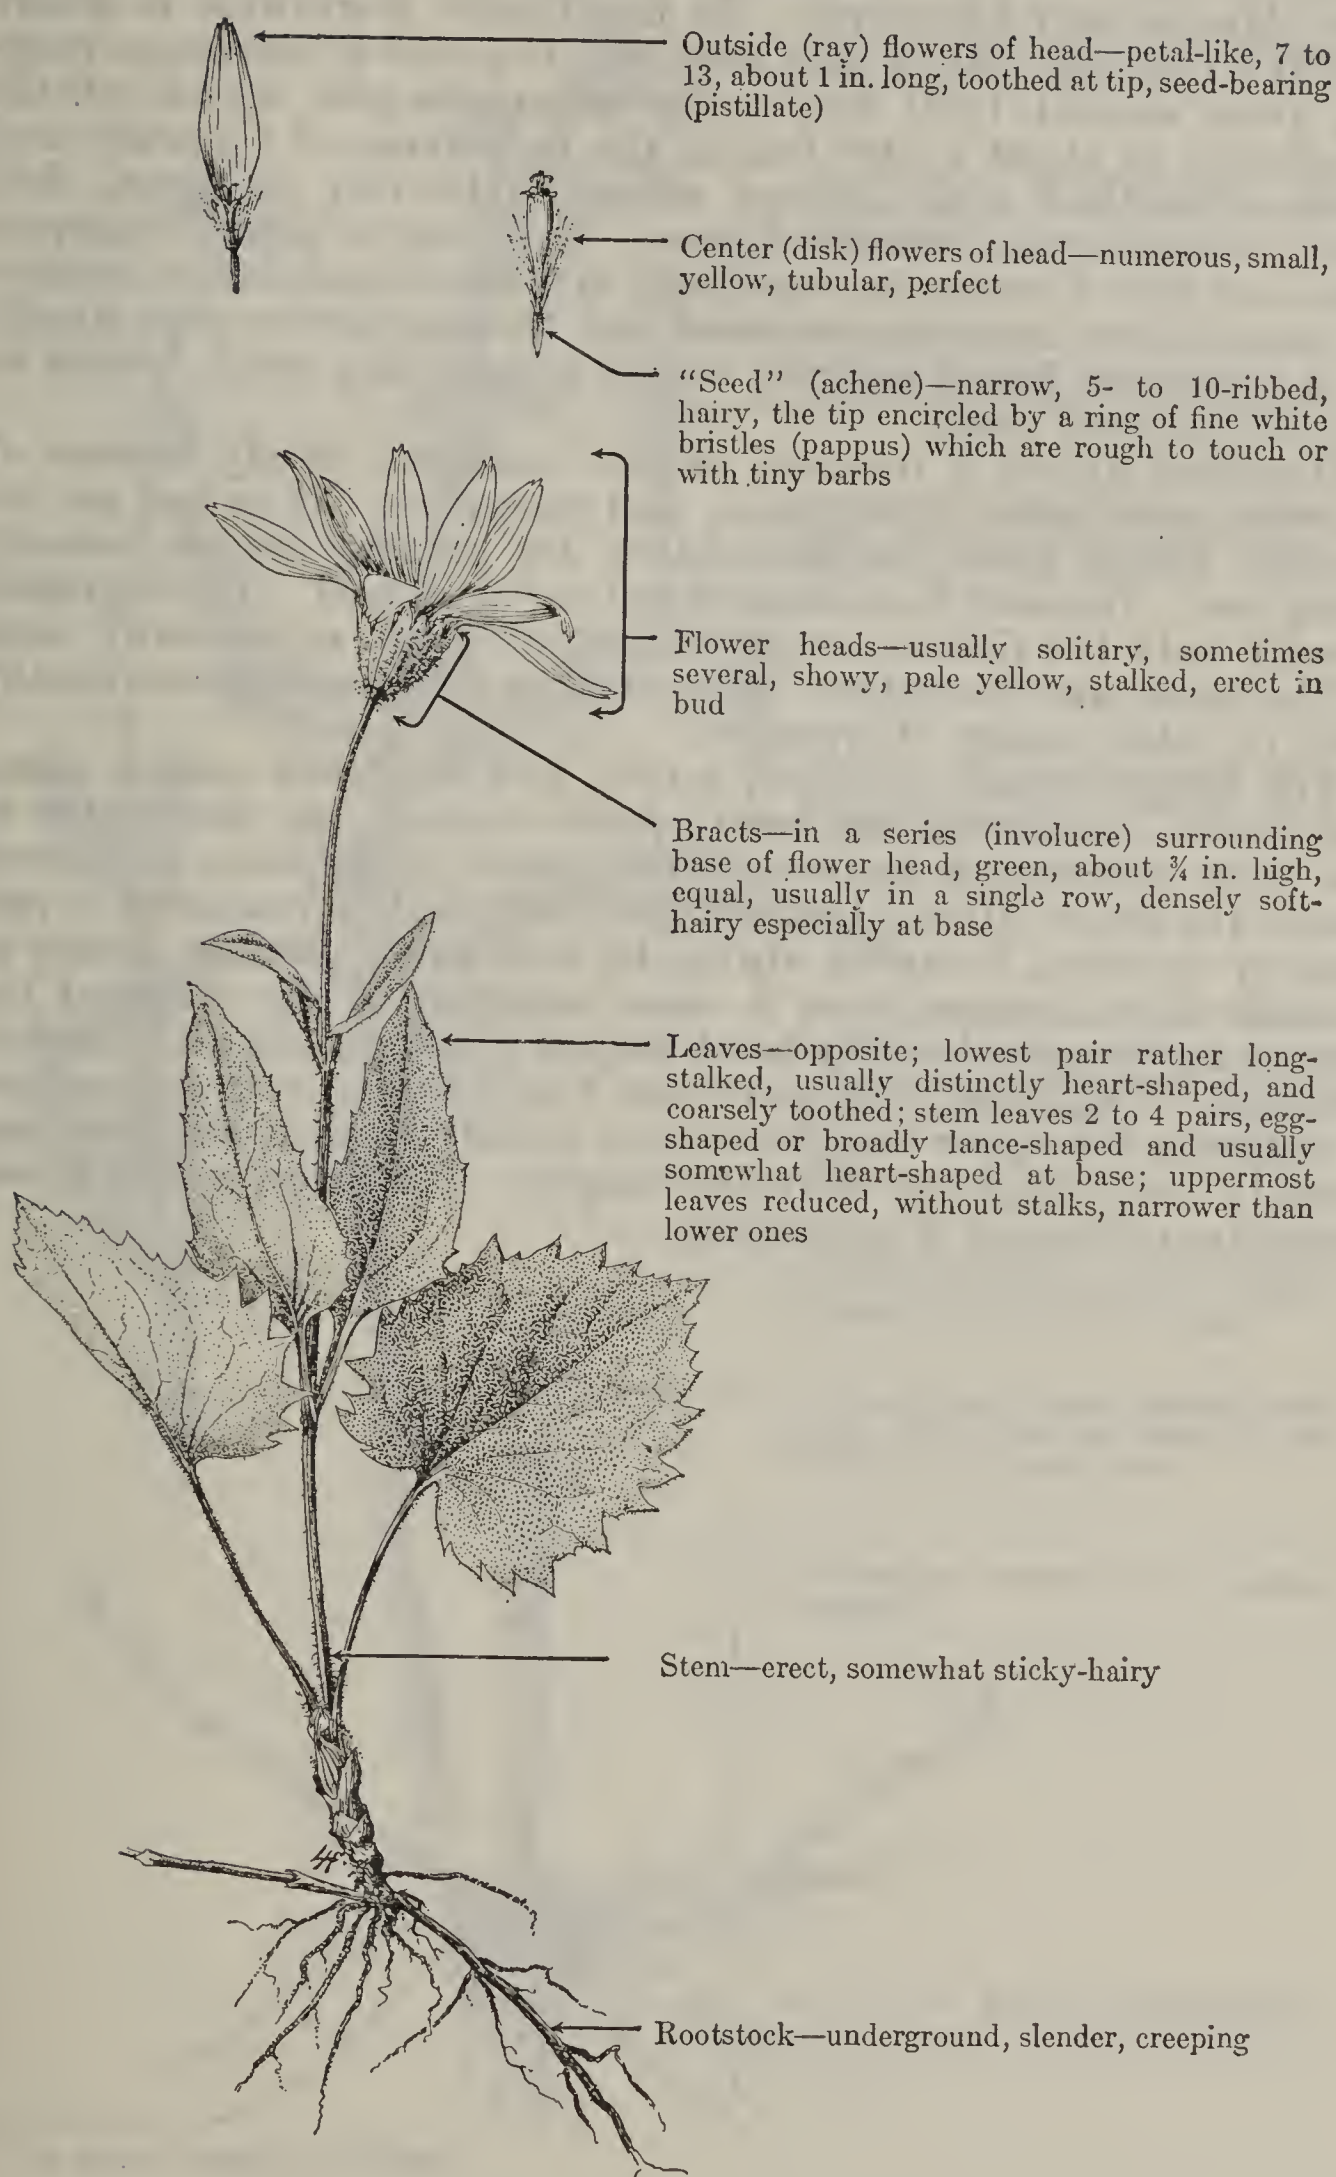 Outside (ray) flowers of head—petal-like, 7 to
13, about 1 in. long, toothed at tip, seed-bearing
(pistillate)
Center (disk) flowers of head—numerous, small,
yellow, tubular, perfect
“Seed” (achene)—narrow, 5- to 10-ribbed,
hairy, the tip encircled by a ring of fine white
bristles (pappus) which are rough to touch or
with tiny barbs
Flower heads—usually solitary, sometimes
several, showy, pale yellow, stalked, erect in
bud
Bracts—in a series (involucre) surrounding
base of flower head, green, about ¾ in. high,
equal, usually in a single row, densely soft-
hairy especially at base
Leaves—opposite; lowest pair rather long-
stalked, usually distinctly heart-shaped, and
coarsely toothed; stem leaves 2 to 4 pairs, egg-
shaped or broadly lance-shaped and usually
somewhat heart-shaped at base; uppermost
leaves reduced, without stalks, narrower than
lower ones
Stem—erect, somewhat sticky-hairy
Rootstock—underground, slender, creeping